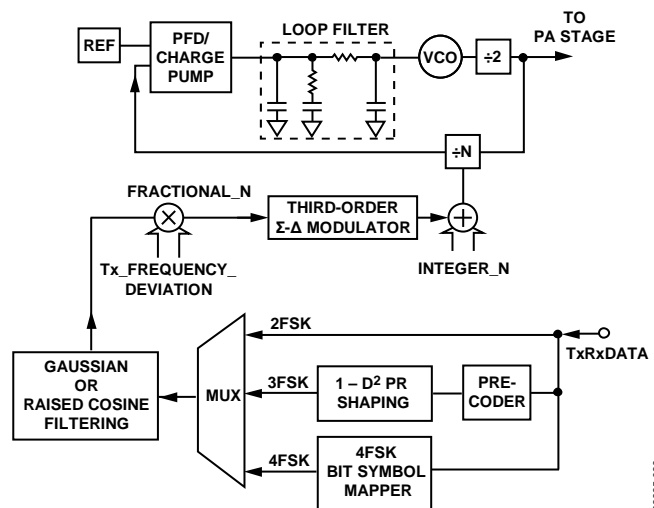 LOOP FILTER
TO
PA STAGE
REF
PFD/
CHARGE
PUMP
VCO
÷2
÷N
FRACTIONAL_N
THIRD-ORDER
Σ-Δ MODULATOR
Tx_FREQUENCY_
DEVIATION
INTEGER_N
2FSK
TxRxDATA
GAUSSIAN
OR
RAISED COSINE
FILTERING
MUX
3FSK
1 – D² PR
SHAPING
PRE-
CODER
4FSK
4FSK
BIT SYMBOL
MAPPER